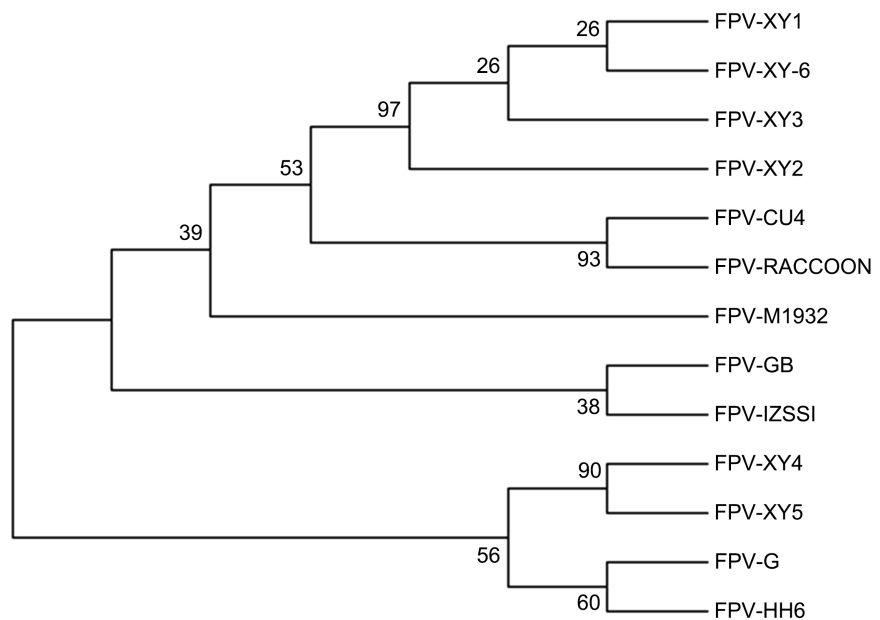 26 FPV-XY1
26 FPV-XY-6
97 FPV-XY3
53 FPV-XY2
FPV-CU4
39
93 FPV-RACCOON
FPV-M1932
FPV-GB
38 FPV-IZSSI
90 FPV-XY4
FPV-XY5
56 FPV-G
60 FPV-HH6